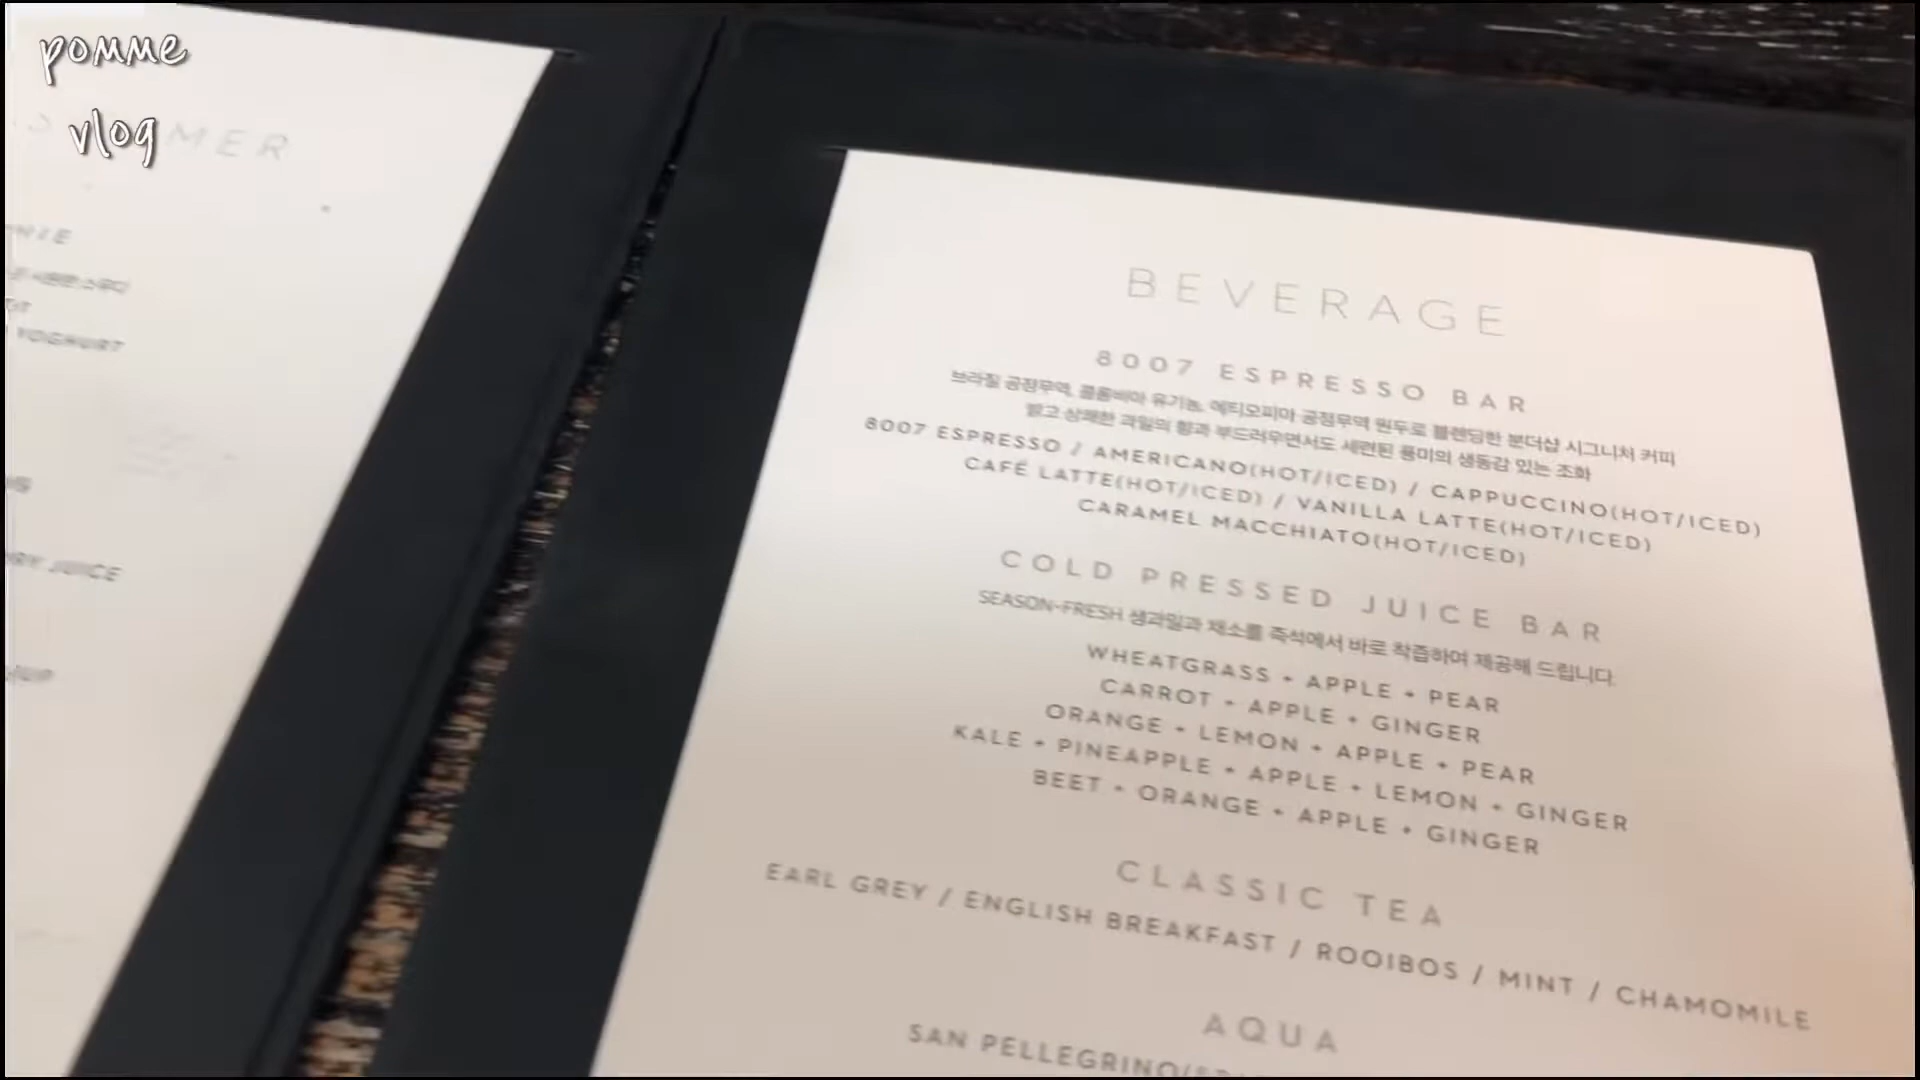 pomme
vlog
MER
YOGHURT
JUICE
BEVERAGE
8007 ESPRESSO BAR
브라질 공정무역, 콜롬비아 유기농, 에티오피아 공정무역 원두로 블렌딩한 분더샵 시그니처 커피
밝고 상쾌한 과일의 향과 부드러우면서도 세련된 풍미의 생동감 있는 조화
8007 ESPRESSO / AMERICANO(HOT/ICED) / CAPPUCCINO(HOT/ICED)
CAFÉ LATTE(HOT/ICED) / VANILLA LATTE(HOT/ICED)
CARAMEL MACCHIATO(HOT/ICED)
COLD PRESSED JUICE BAR
SEASON-FRESH 생과일과 채소를 즉석에서 바로 착즙하여 제공해 드립니다.
WHEATGRASS + APPLE + PEAR
CARROT + APPLE + GINGER
ORANGE + LEMON + APPLE + PEAR
KALE + PINEAPPLE + APPLE + LEMON + GINGER
BEET + ORANGE + APPLE + GINGER
CLASSIC TEA
EARL GREY / ENGLISH BREAKFAST / ROOIBOS / MINT / CHAMOMILE
AQUA
SAN PELLEGRINO